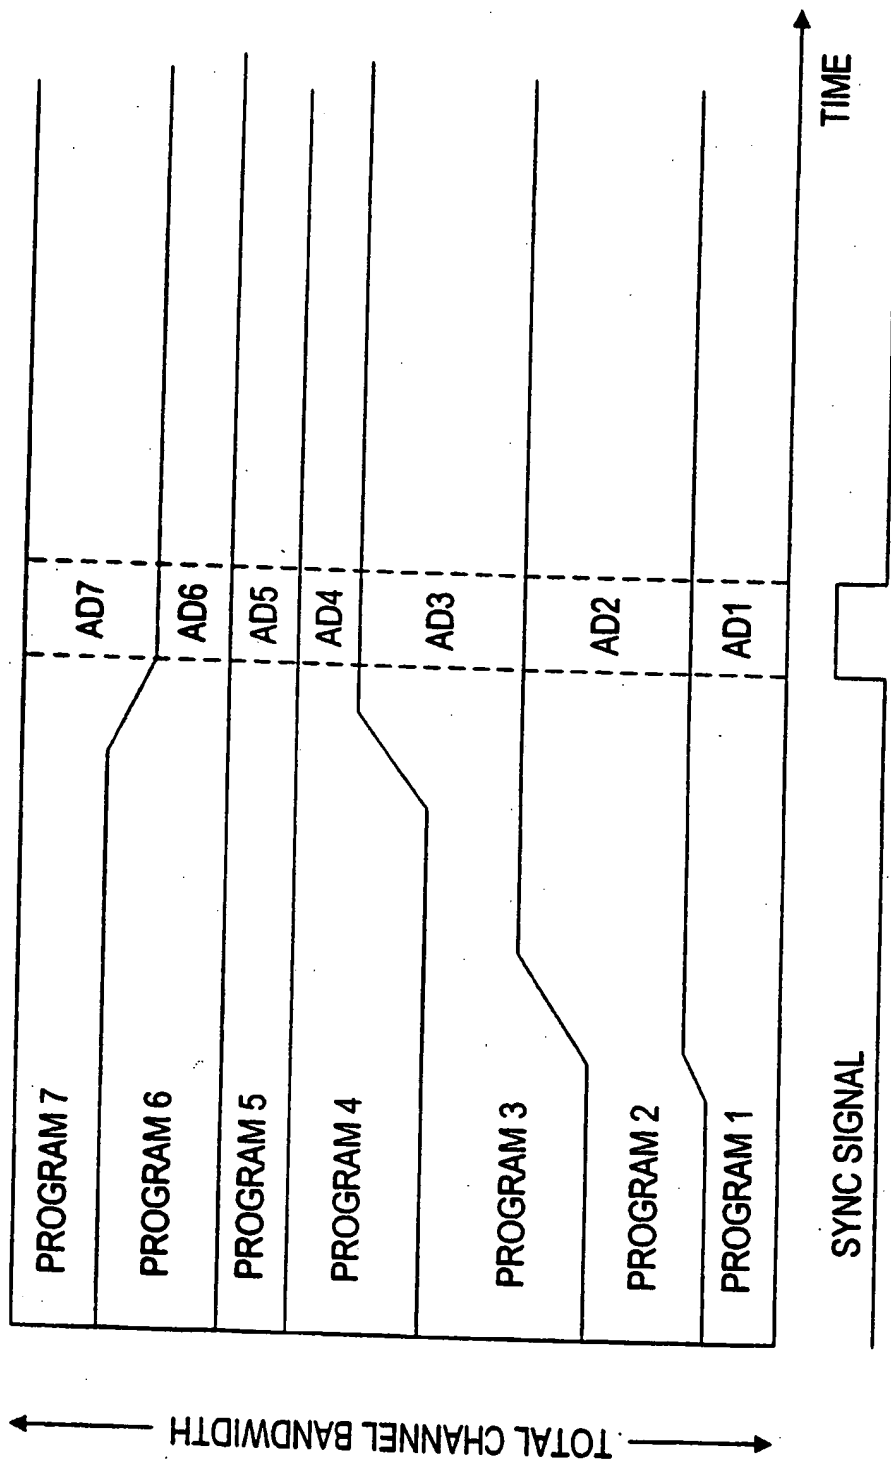 TOTAL CHANNEL BANDWIDTH
PROGRAM 7
AD7
PROGRAM 6
AD6
PROGRAM 5
AD5
PROGRAM 4
AD4
PROGRAM 3
AD3
PROGRAM 2
AD2
PROGRAM 1
AD1
TIME
SYNC SIGNAL